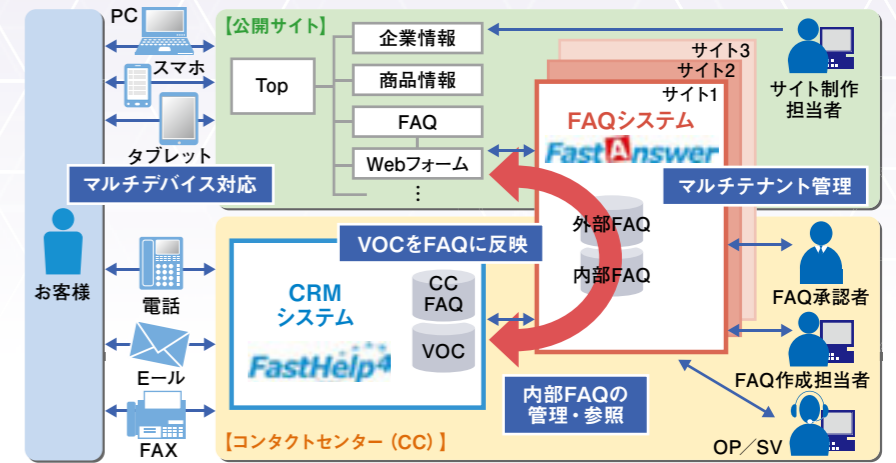 PC
スマホ
タブレット
マルチデバイス対応
お客様
電話
Eール
FAX
【公開サイト】
Top
企業情報
商品情報
FAQ
Webフォーム
⋮
サイト3
サイト2
サイト1
FAQシステム
FastAnswer
外部FAQ
内部FAQ
サイト制作
担当者
マルチテナント管理
VOCをFAQに反映
CRM
システム
FastHelp4
CC
FAQ
VOC
内部FAQの
管理・参照
【コンタクトセンター（CC）】
FAQ承認者
FAQ作成担当者
OP／SV